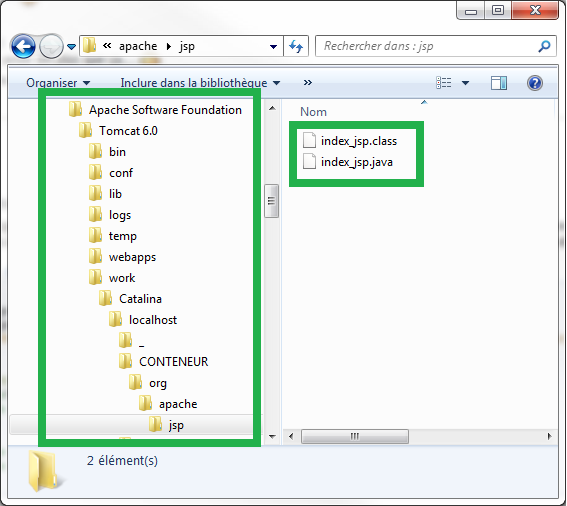 « apache ▸ jsp
Rechercher dans : jsp
Organiser
Inclure dans la bibliothèque
»
Apache Software Foundation
Tomcat 6.0
bin
conf
lib
logs
temp
webapps
work
Catalina
localhost
_
CONTENEUR
org
apache
jsp
Nom
index_jsp.class
index_jsp.java
2 élément(s)